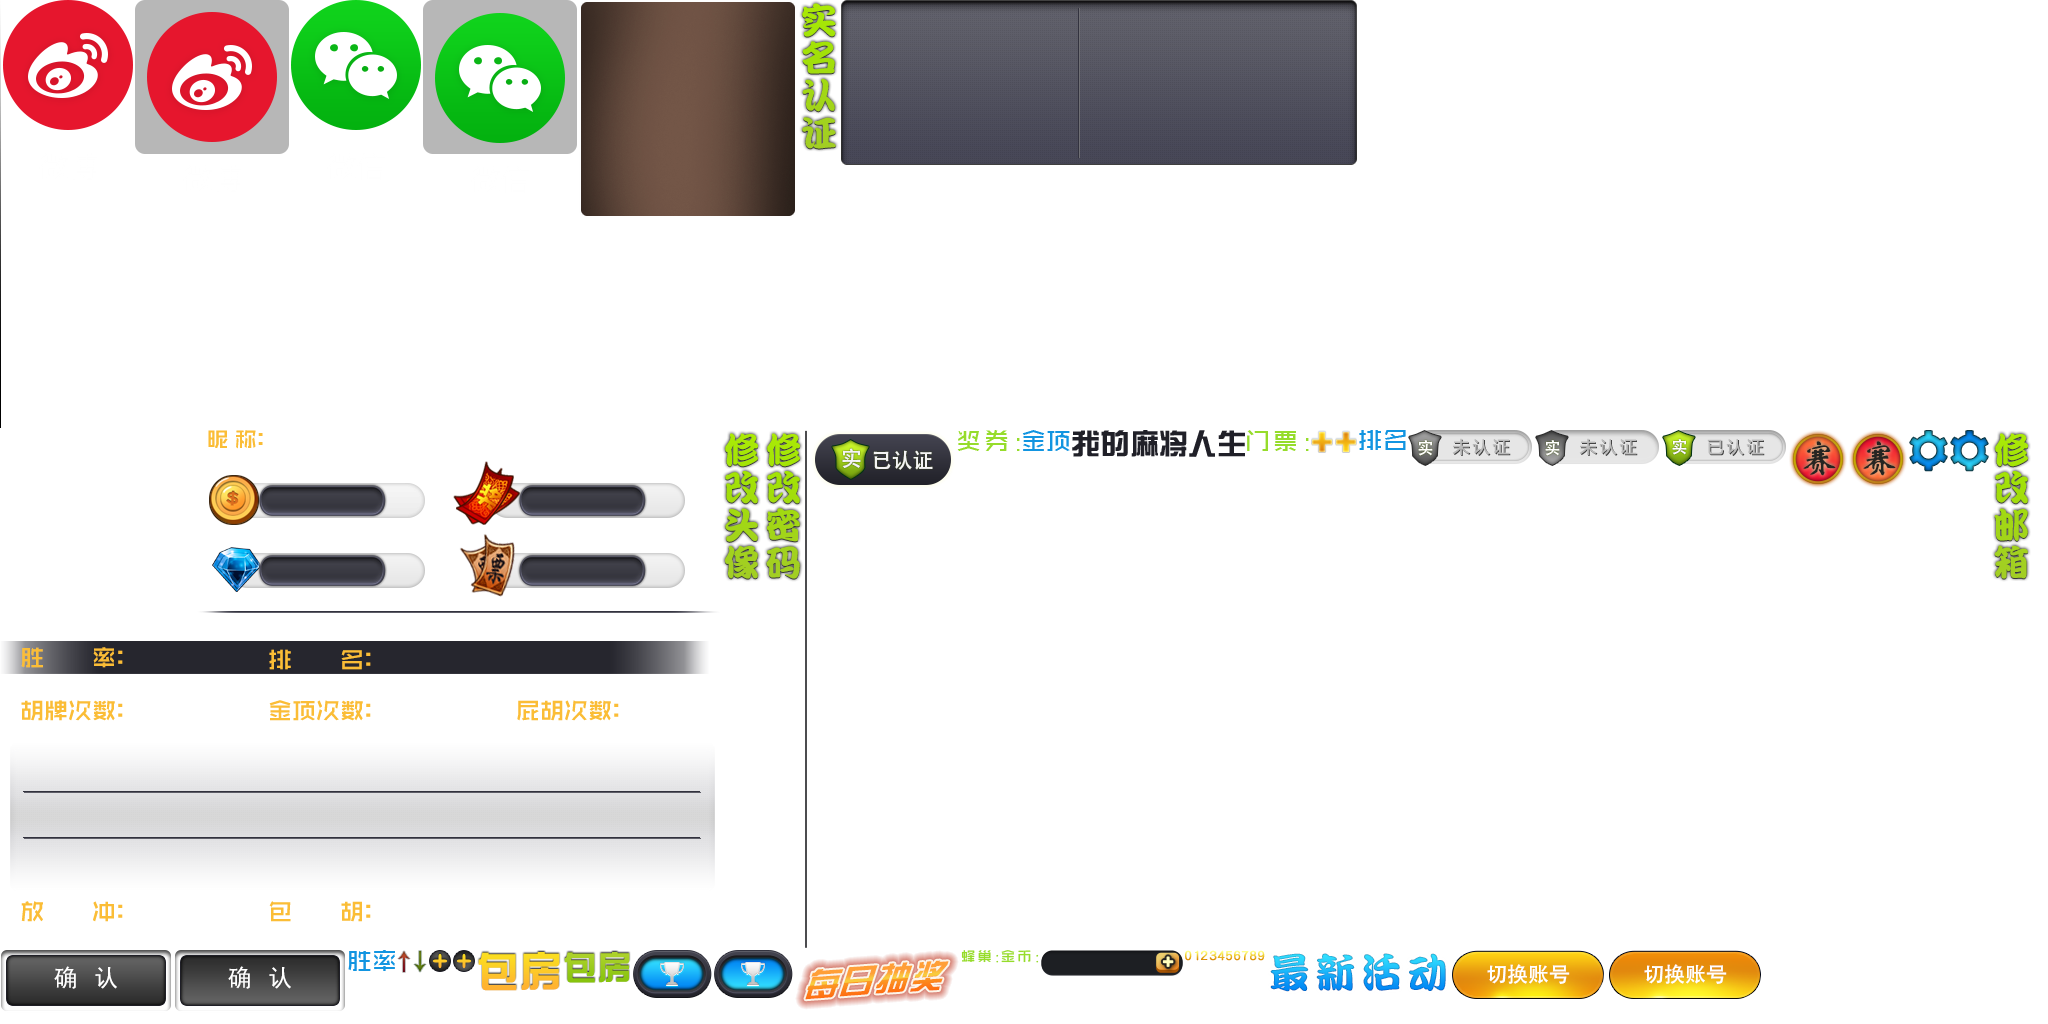 实名认证
昵 称:
修改头像
修改密码
实 已认证
奖 券 :
金顶
我的麻将人生
门 票 :
排名
实 未认证
实 未认证
实 已认证
赛
赛
修改邮箱
票
胜 率:
排 名:
胡牌次数:
金顶次数:
屁胡次数:
放 冲:
包 胡:
确 认
确 认
胜率
包房
包房
每日抽奖
蜂巢:
金币:
0123456789
最新活动
切换账号
切换账号